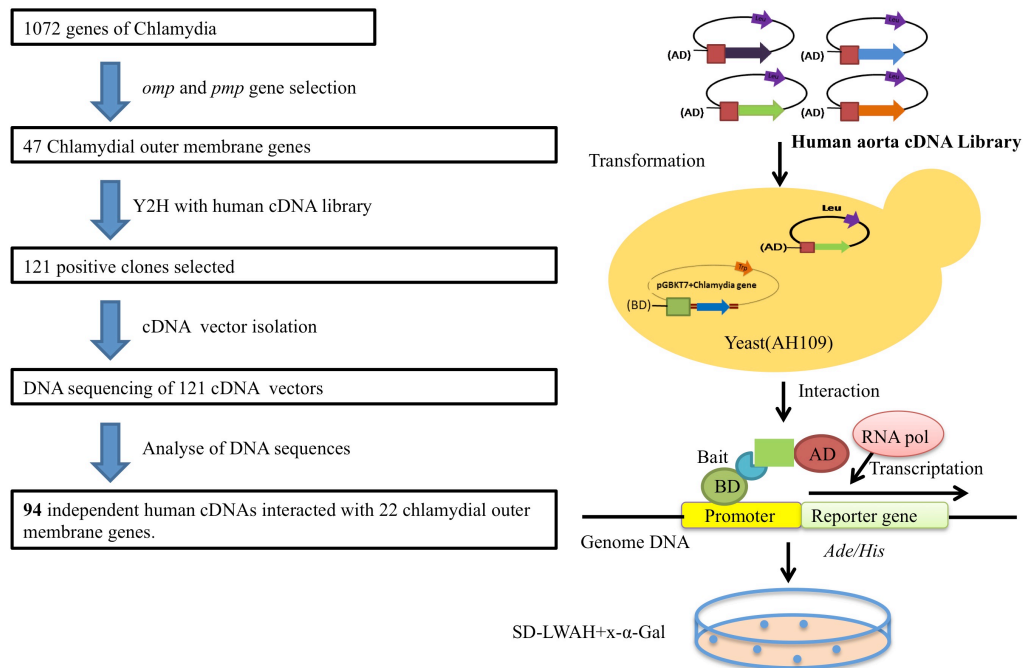 1072 genes of Chlamydia
omp and pmp gene selection
47 Chlamydial outer membrane genes
Y2H with human cDNA library
121 positive clones selected
cDNA vector isolation
DNA sequencing of 121 cDNA vectors
Analyse of DNA sequences
94 independent human cDNAs interacted with 22 chlamydial outer
membrane genes.
Leu
(AD)
Leu
(AD)
Leu
(AD)
Leu
(AD)
Human aorta cDNA Library
Transformation
Leu
(AD)
Trp
pGBKT7+Chlamydia gene
(BD)
Yeast(AH109)
Interaction
RNA pol
Bait
AD
Transcription
BD
Promoter
Reporter gene
Genome DNA
Ade/His
SD-LWAH+x-α-Gal